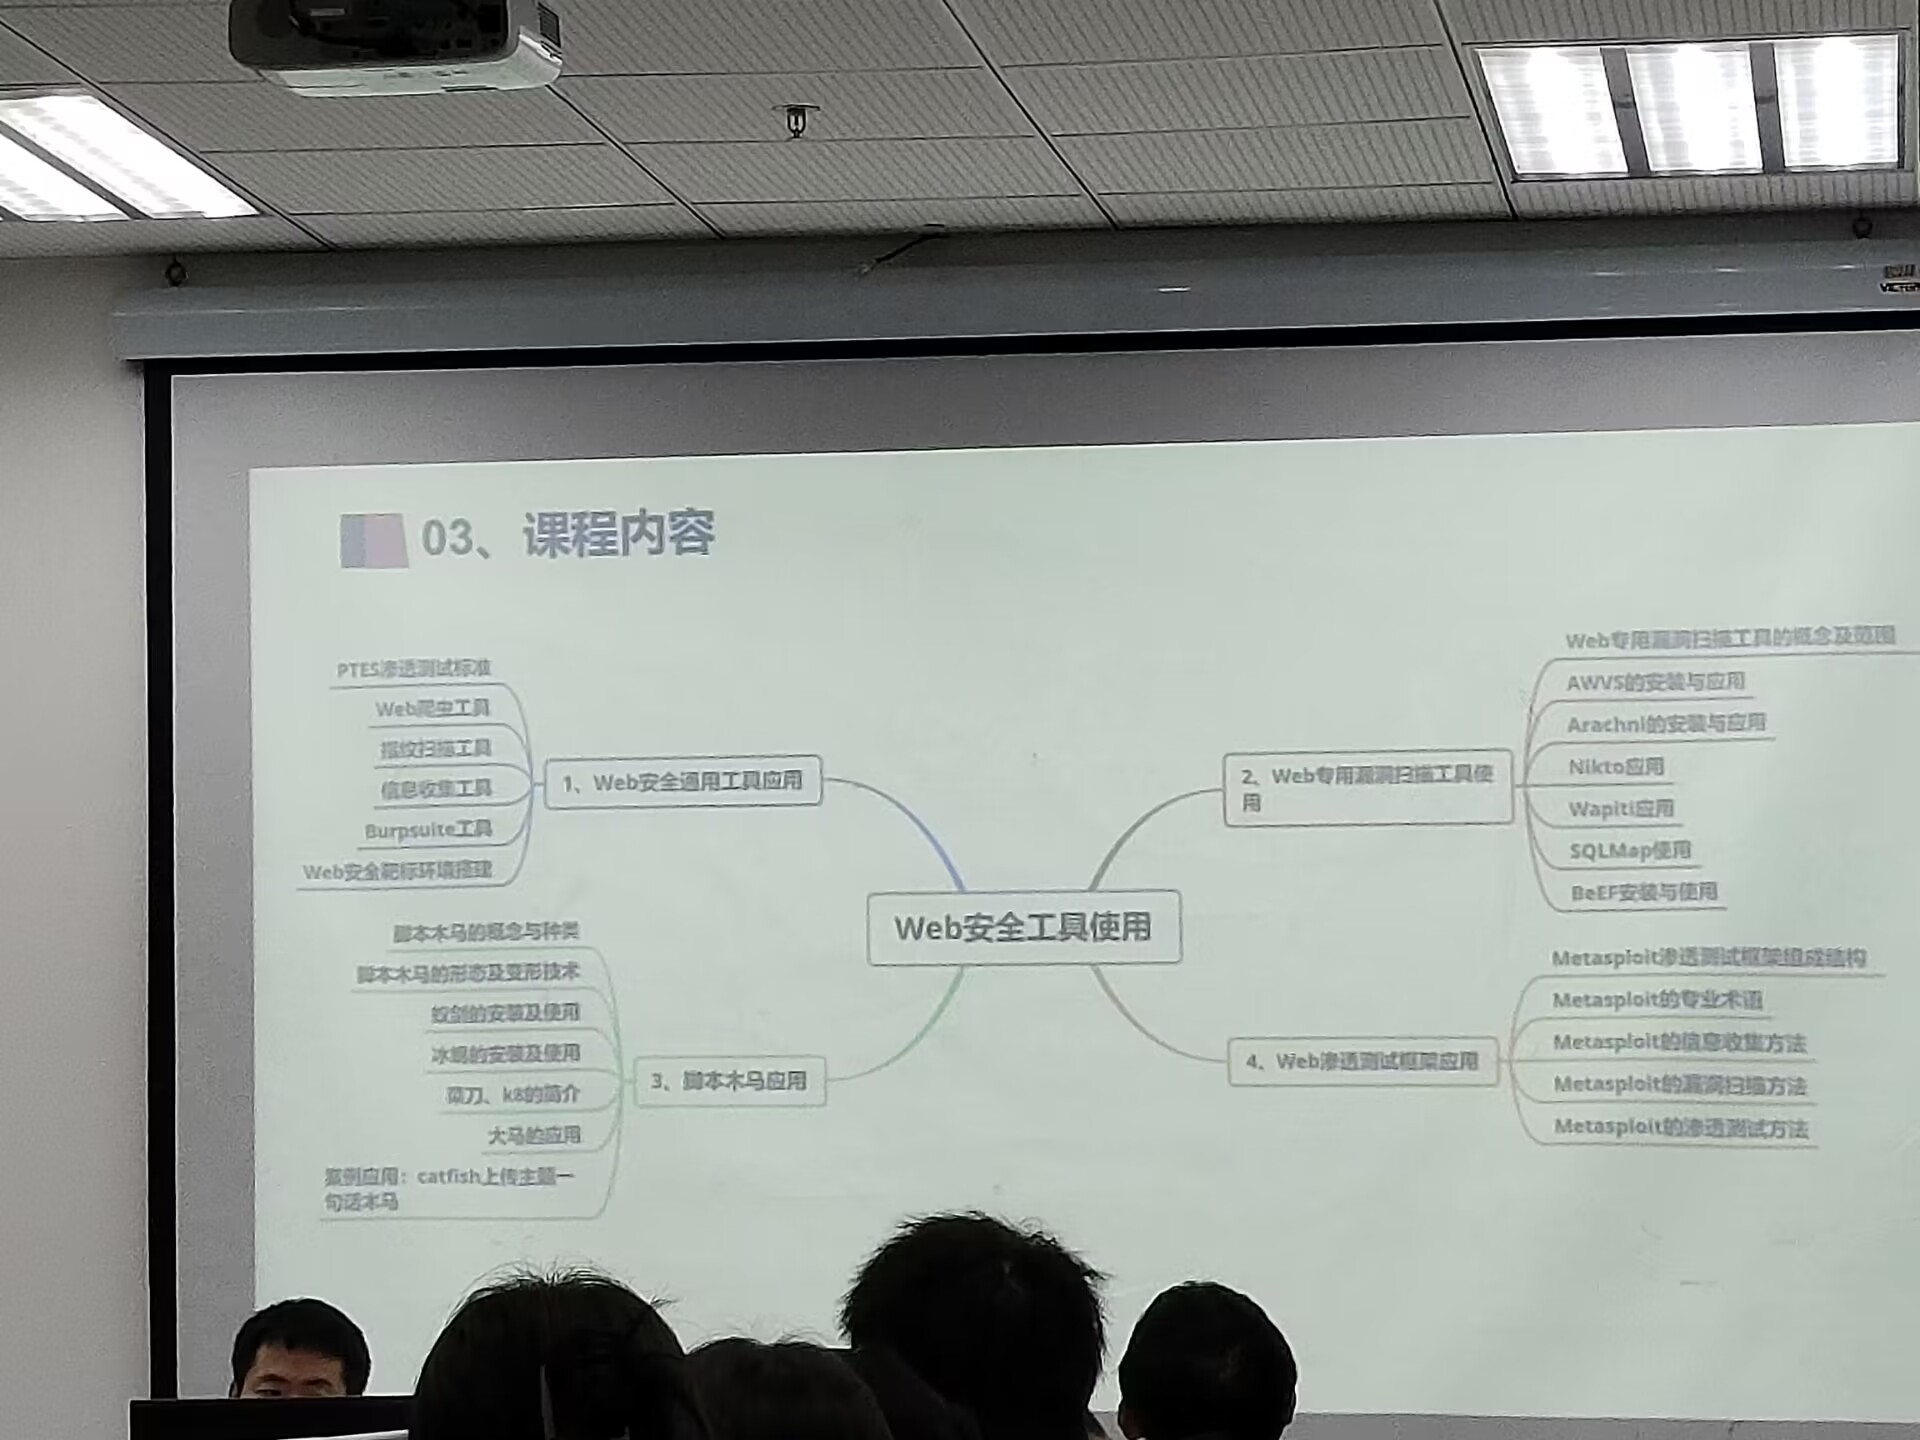 03、课程内容
PTES渗透测试标准
Web爬虫工具
指纹扫描工具
信息收集工具
Burpsuite工具
Web安全靶标环境搭建
1、Web安全通用工具应用
Web专用漏洞扫描工具的概念及范围
AWVS的安装与应用
Arachni的安装与应用
Nikto应用
Wapiti应用
SQLMap使用
BeEF安装与使用
2、Web专用漏洞扫描工具使
用
Web安全工具使用
脚本木马的概念与种类
脚本木马的形态及变形技术
蚁剑的安装及使用
冰蝎的安装及使用
菜刀、k8的简介
大马的应用
案例应用：catfish上传主题一
句话木马
3、脚本木马应用
Metasploit渗透测试框架组成结构
Metasploit的专业术语
Metasploit的信息收集方法
Metasploit的漏洞扫描方法
Metasploit的渗透测试方法
4、Web渗透测试框架应用